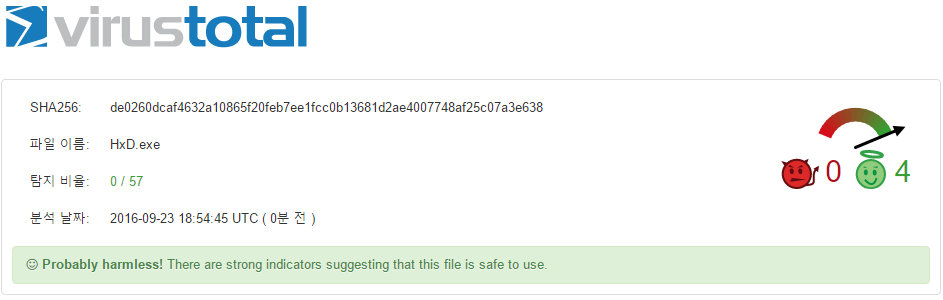 virustotal
SHA256: de0260dcaf4632a10865f20feb7ee1fcc0b13681d2ae4007748af25c07a3e638
파일 이름: HxD.exe
탐지 비율: 0 / 57
분석 날짜: 2016-09-23 18:54:45 UTC ( 0분 전 )
0 4
Probably harmless! There are strong indicators suggesting that this file is safe to use.